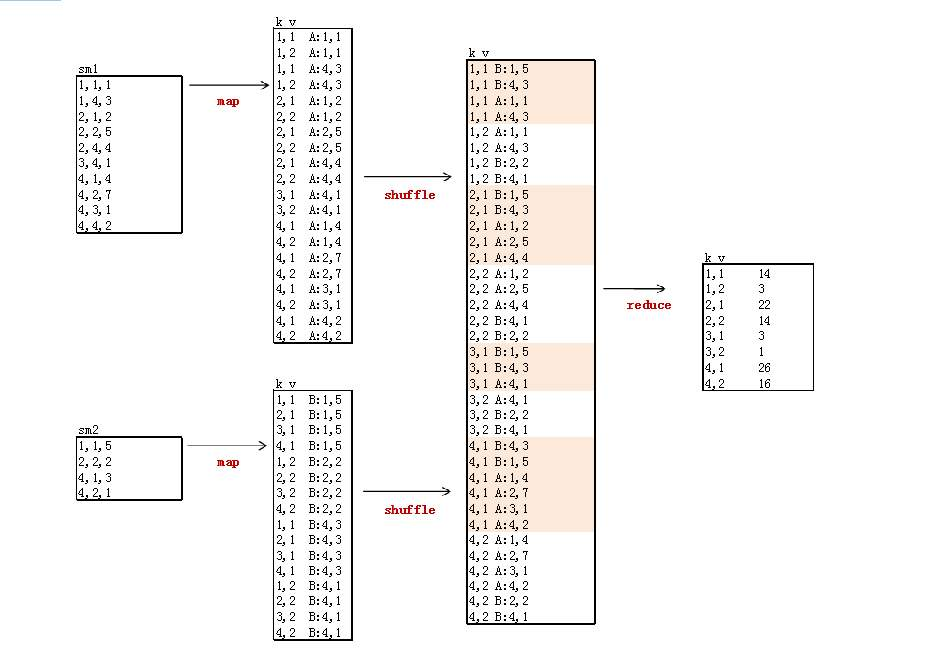 sm1
1,1,1
1,4,3
2,1,2
2,2,5
2,4,4
3,4,1
4,1,4
4,2,7
4,3,1
4,4,2
map
k v
1,1 A:1,1
1,2 A:1,1
1,1 A:4,3
1,2 A:4,3
2,1 A:1,2
2,2 A:1,2
2,1 A:2,5
2,2 A:2,5
2,1 A:4,4
2,2 A:4,4
3,1 A:4,1
3,2 A:4,1
4,1 A:1,4
4,2 A:1,4
4,1 A:2,7
4,2 A:2,7
4,1 A:3,1
4,2 A:3,1
4,1 A:4,2
4,2 A:4,2
shuffle
sm2
1,1,5
2,2,2
4,1,3
4,2,1
map
k v
1,1 B:1,5
2,1 B:1,5
3,1 B:1,5
4,1 B:1,5
1,2 B:2,2
2,2 B:2,2
3,2 B:2,2
4,2 B:2,2
1,1 B:4,3
2,1 B:4,3
3,1 B:4,3
4,1 B:4,3
1,2 B:4,1
2,2 B:4,1
3,2 B:4,1
4,2 B:4,1
shuffle
k v
1,1 B:1,5
1,1 B:4,3
1,1 A:1,1
1,1 A:4,3
1,2 A:1,1
1,2 A:4,3
1,2 B:2,2
1,2 B:4,1
2,1 B:1,5
2,1 B:4,3
2,1 A:1,2
2,1 A:2,5
2,1 A:4,4
2,2 A:1,2
2,2 A:2,5
2,2 A:4,4
2,2 B:4,1
2,2 B:2,2
3,1 B:1,5
3,1 B:4,3
3,1 A:4,1
3,2 A:4,1
3,2 B:2,2
3,2 B:4,1
4,1 B:4,3
4,1 B:1,5
4,1 A:1,4
4,1 A:2,7
4,1 A:3,1
4,1 A:4,2
4,2 A:1,4
4,2 A:2,7
4,2 A:3,1
4,2 A:4,2
4,2 B:2,2
4,2 B:4,1
reduce
k v
1,1 14
1,2 3
2,1 22
2,2 14
3,1 3
3,2 1
4,1 26
4,2 16